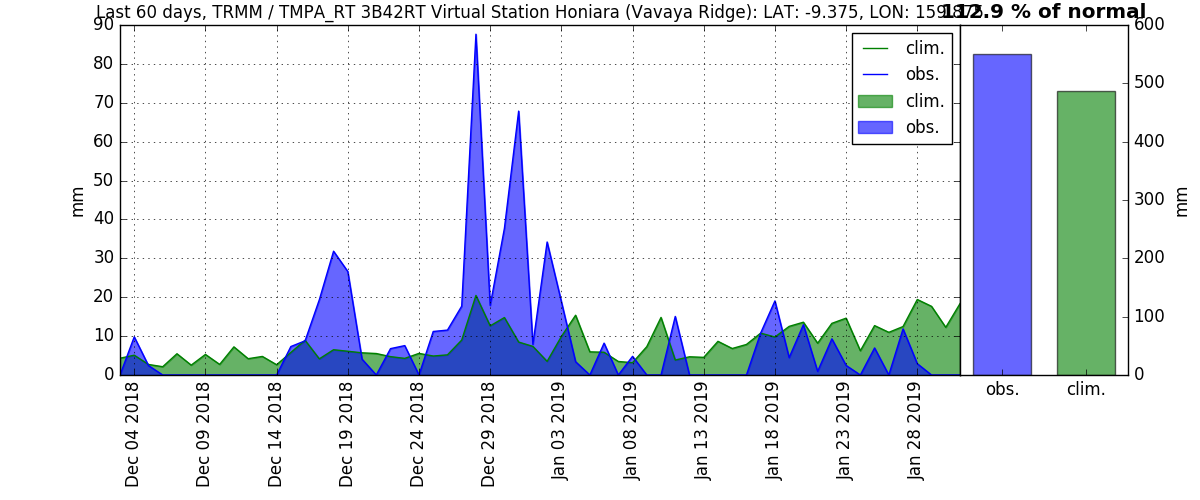 Last 60 days, TRMM / TMPA_RT 3B42RT Virtual Station Honiara (Vavaya Ridge): LAT: -9.375, LON:
112.9 % of normal
90
80
70
60
50
40
30
20
10
0
mm
clim.
obs.
clim.
obs.
600
500
400
300
200
100
0
mm
obs.
clim.
Dec 04 2018
Dec 09 2018
Dec 14 2018
Dec 19 2018
Dec 24 2018
Dec 29 2018
Jan 03 2019
Jan 08 2019
Jan 13 2019
Jan 18 2019
Jan 23 2019
Jan 28 2019